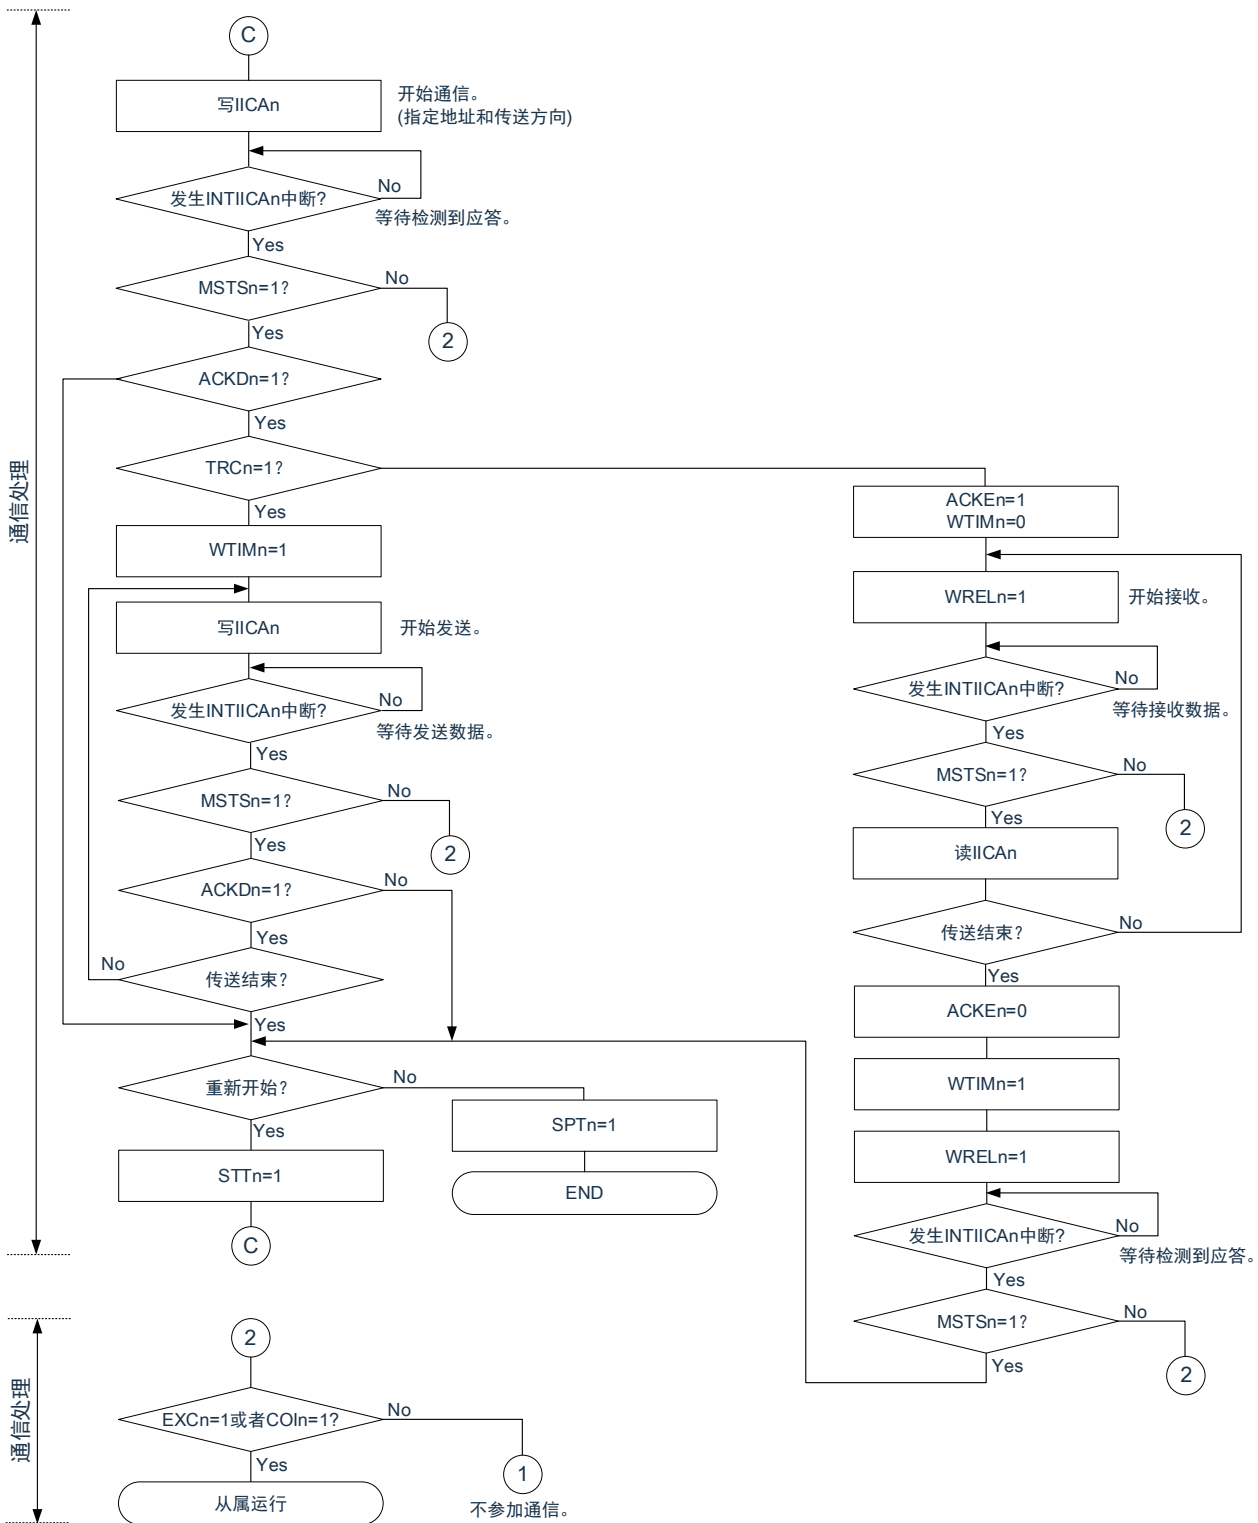 C
写IICAn
开始通信。
(指定地址和传送方向)
发生INTIICAn中断?
No
等待检测到应答。
Yes
MSTSn=1?
No
2
Yes
ACKDn=1?
Yes
TRCn=1?
Yes
WTIMn=1
写IICAn
开始发送。
发生INTIICAn中断?
No
等待发送数据。
Yes
MSTSn=1?
No
2
Yes
ACKDn=1?
No
Yes
传送结束?
No
Yes
重新开始?
No
Yes
STTn=1
C
SPTn=1
END
ACKEn=1
WTIMn=0
WRELn=1
开始接收。
发生INTIICAn中断?
No
等待接收数据。
Yes
MSTSn=1?
No
2
Yes
读IICAn
传送结束?
No
Yes
ACKEn=0
WTIMn=1
WRELn=1
发生INTIICAn中断?
No
等待检测到应答。
Yes
MSTSn=1?
No
2
Yes
通信处理
2
EXCn=1或者COIn=1?
No
1
不参加通信。
Yes
从属运行
通信处理